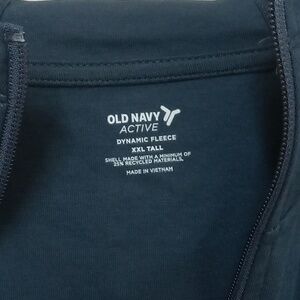 OLD NAVY
ACTIVE
DYNAMIC FLEECE
XXL TALL
SHELL MADE WITH A MINIMUM OF
25% RECYCLED MATERIALS.
MADE IN VIETNAM